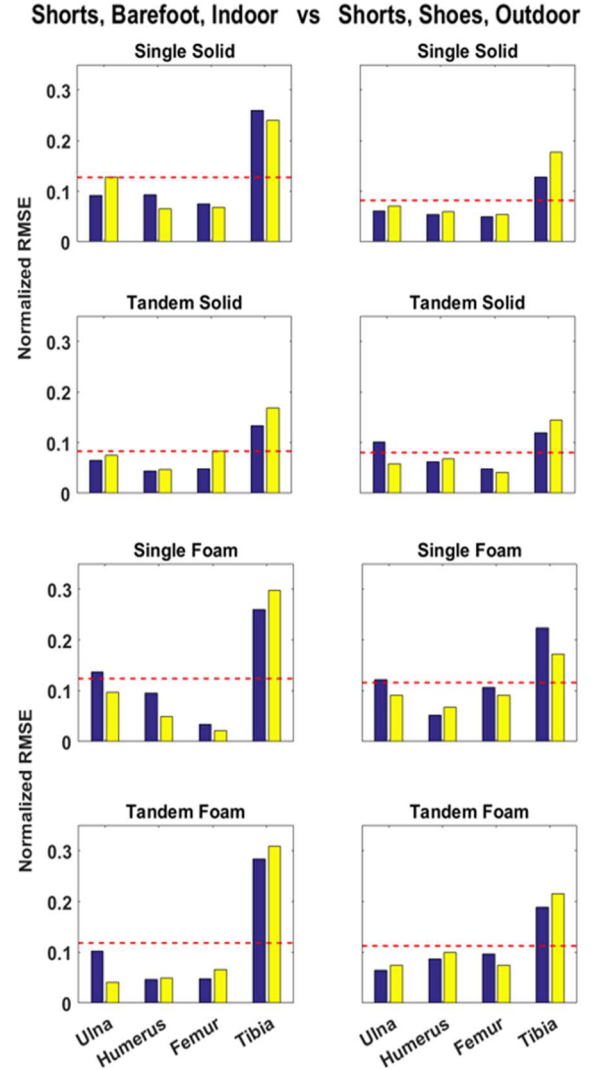 Shorts, Barefoot, Indoor vs Shorts, Shoes, Outdoor
Single Solid
Single Solid
0.3
0.2
0.1
0
Normalized RMSE
Tandem Solid
Tandem Solid
0.3
0.2
0.1
0
Single Foam
Single Foam
0.3
0.2
0.1
0
Normalized RMSE
Tandem Foam
Tandem Foam
0.3
0.2
0.1
0
Ulna Humerus Femur Tibia
Ulna Humerus Femur Tibia